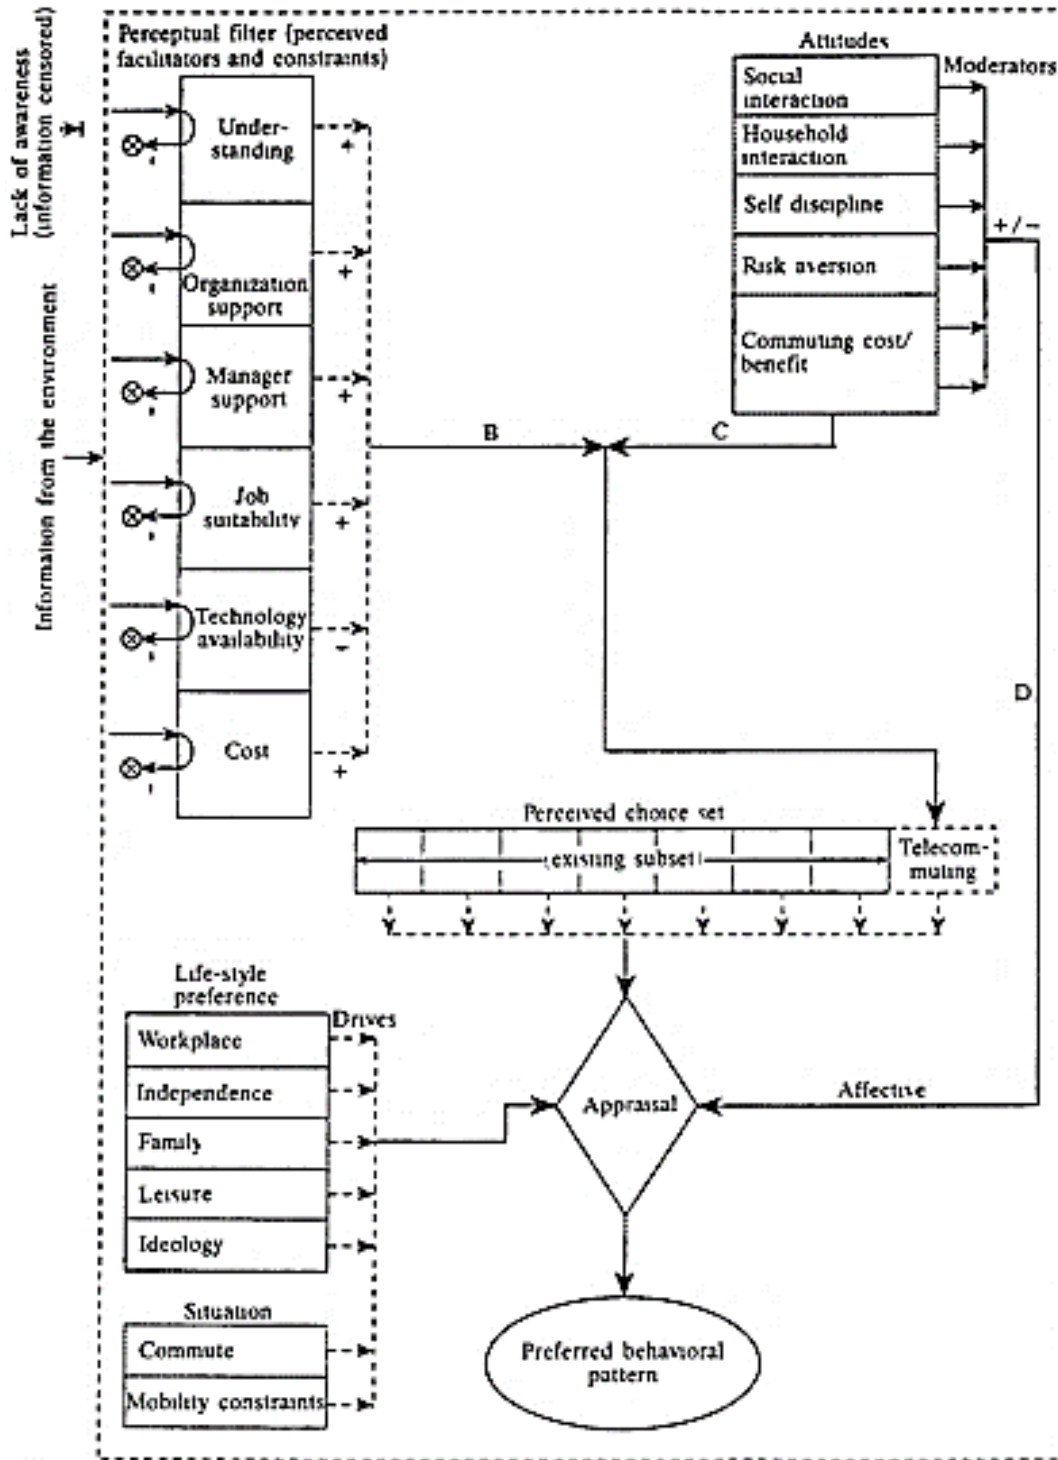 Lack of awareness
(information censored)
Information from the environment
Perceptual filter (perceived
facilitators and constraints)
Under-
standing
+
Organization
support
+
Manager
support
+
Job
suitability
+
Technology
availability
-
Cost
+
Attitudes
Moderators
Social
interaction
Household
interaction
Self discipline
Risk aversion
Commuting cost/
benefit
+/-
B
C
D
Perceived choice set
(existing subset)
Telecom-
muting
Life-style
preference
Drives
Workplace
Independence
Family
Leisure
Ideology
Situation
Commute
Mobility constraints
Appraisal
Affective
Preferred behavioral
pattern